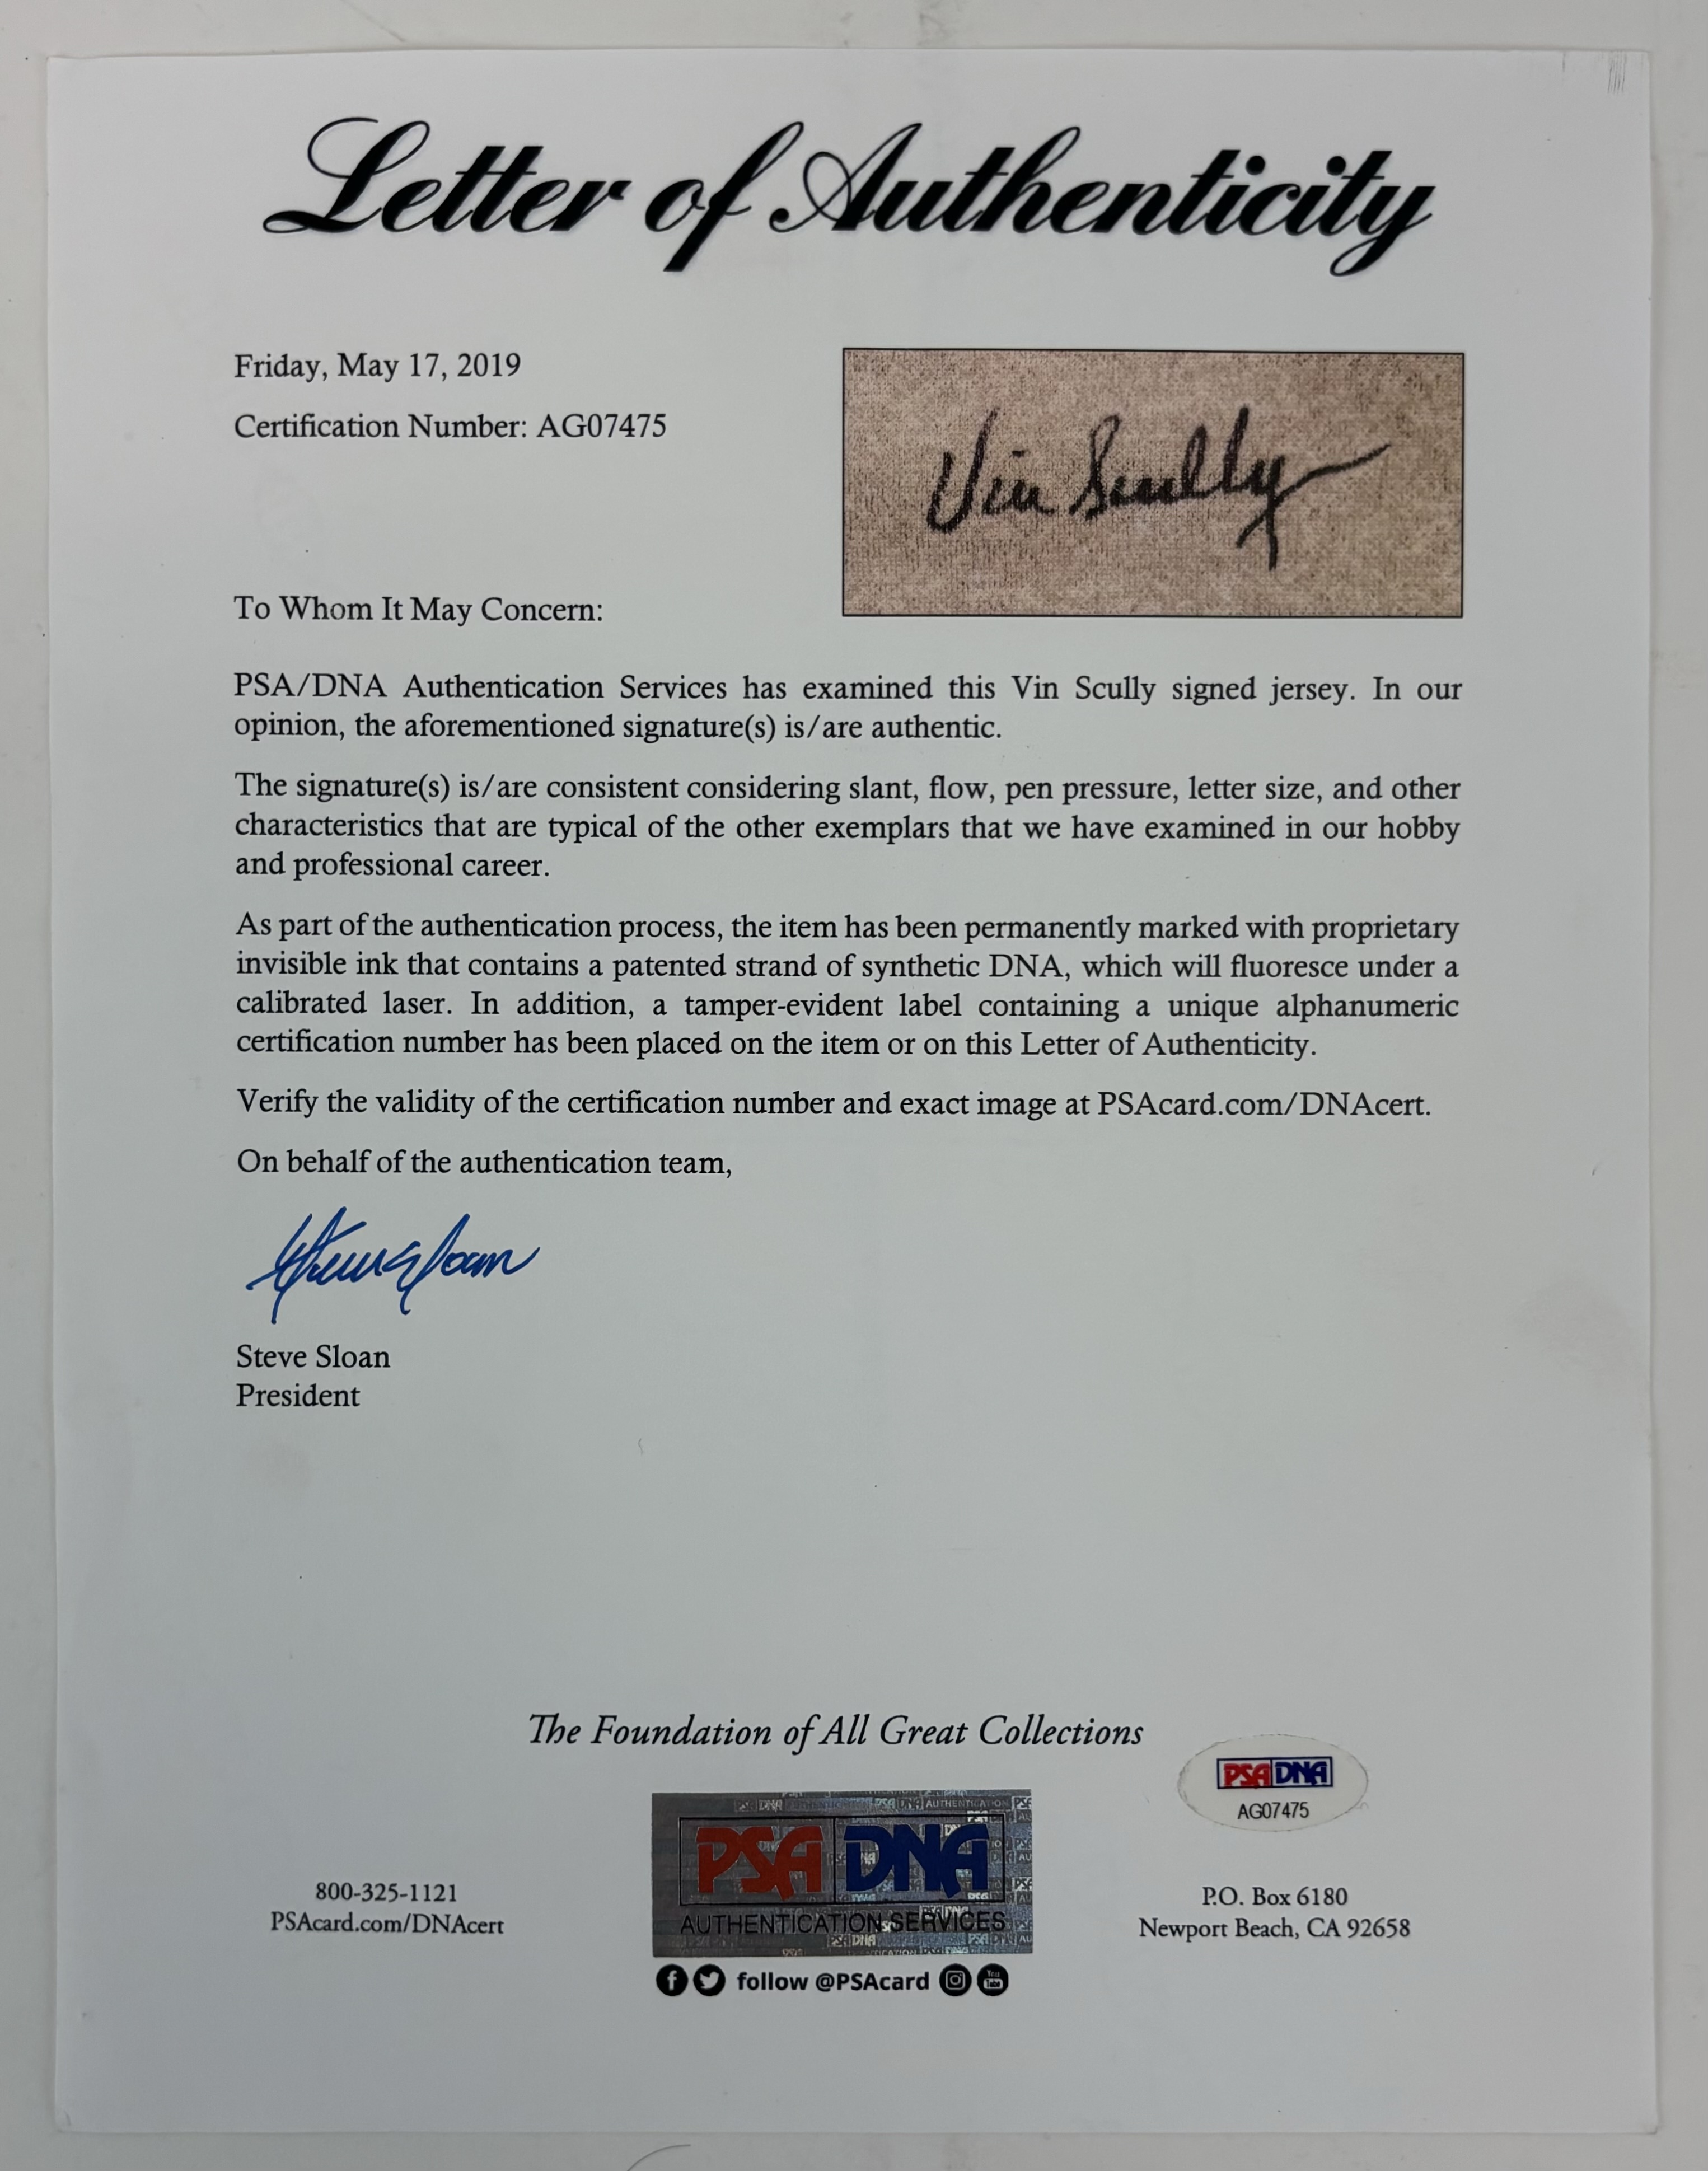 Letter of Authenticity
Friday, May 17, 2019
Certification Number: AG07475
Vin Scully
To Whom It May Concern:
PSA/DNA Authentication Services has examined this Vin Scully signed jersey. In our
opinion, the aforementioned signature(s) is/are authentic.
The signature(s) is/are consistent considering slant, flow, pen pressure, letter size, and other
characteristics that are typical of the other exemplars that we have examined in our hobby
and professional career.
As part of the authentication process, the item has been permanently marked with proprietary
invisible ink that contains a patented strand of synthetic DNA, which will fluoresce under a
calibrated laser. In addition, a tamper-evident label containing a unique alphanumeric
certification number has been placed on the item or on this Letter of Authenticity.
Verify the validity of the certification number and exact image at PSAcard.com/DNAcert.
On behalf of the authentication team,
Steve Sloan
Steve Sloan
President
The Foundation of All Great Collections
PSA DNA
AG07475
PSA DNA
AUTHENTICATION SERVICES
800-325-1121
PSAcard.com/DNAcert
P.O. Box 6180
Newport Beach, CA 92658
follow @PSAcard
You Tube